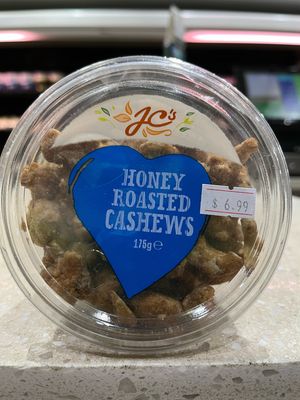 JC's
HONEY
ROASTED
CASHEWS
175g℮
$ 6.99